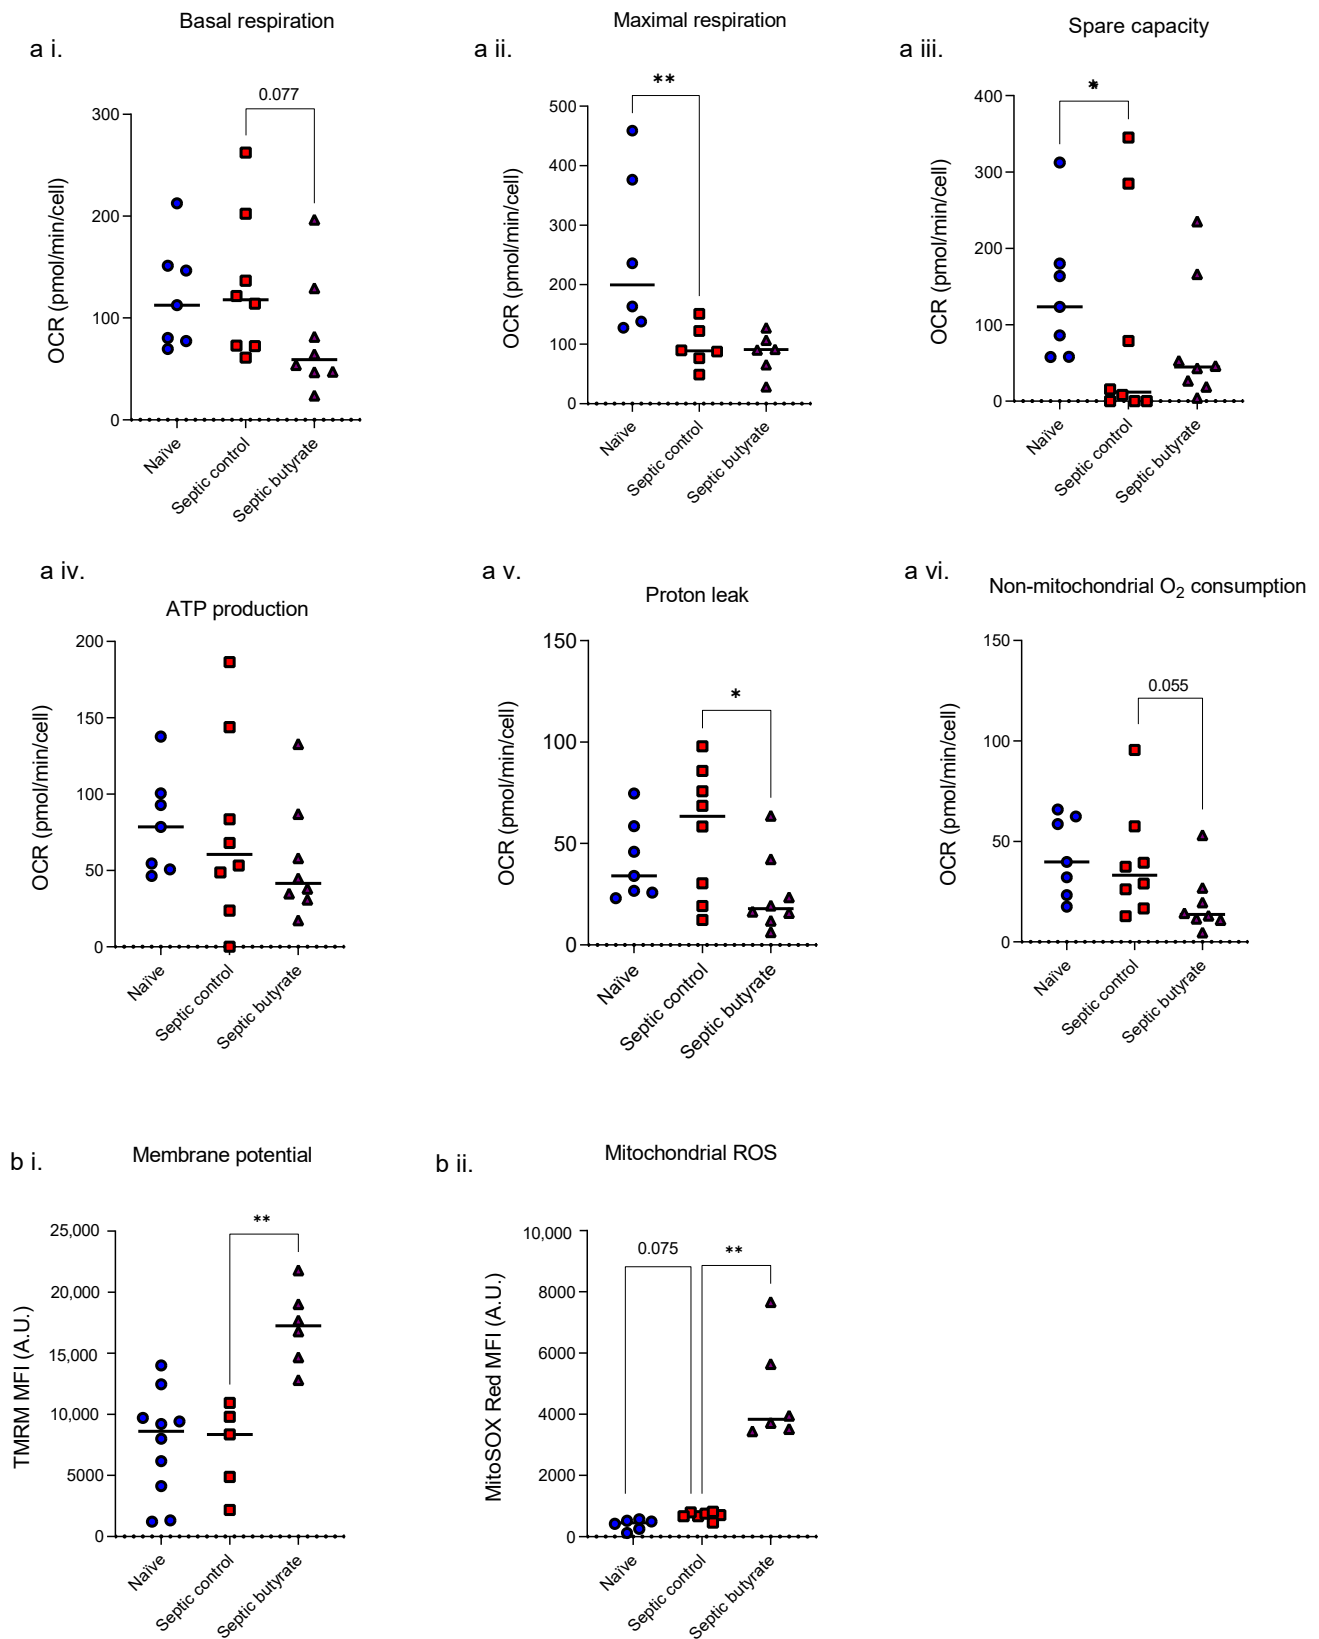 Basal respiration
a i.
0.077
300
200
100
0
OCR (pmol/min/cell)
Naïve
Septic control
Septic butyrate
Maximal respiration
a ii.
**
500
400
300
200
100
0
OCR (pmol/min/cell)
Naïve
Septic control
Septic butyrate
Spare capacity
a iii.
*
400
300
200
100
0
OCR (pmol/min/cell)
Naïve
Septic control
Septic butyrate
a iv.
ATP production
200
150
100
50
0
OCR (pmol/min/cell)
Naïve
Septic control
Septic butyrate
a v.
Proton leak
*
150
100
50
0
OCR (pmol/min/cell)
Naïve
Septic control
Septic butyrate
a vi.
Non-mitochondrial O₂ consumption
0.055
150
100
50
0
OCR (pmol/min/cell)
Naïve
Septic control
Septic butyrate
b i.
Membrane potential
**
25,000
20,000
15,000
10,000
5000
0
TMRM MFI (A.U.)
Naïve
Septic control
Septic butyrate
b ii.
Mitochondrial ROS
0.075
**
10,000
8000
6000
4000
2000
0
MitoSOX Red MFI (A.U.)
Naïve
Septic control
Septic butyrate